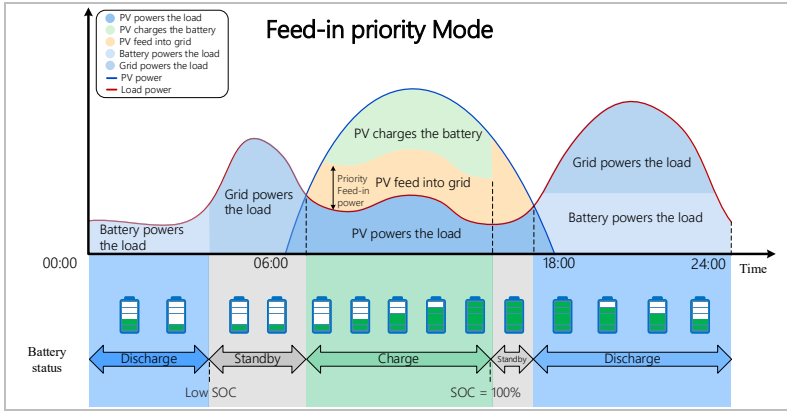 Feed-in priority Mode
PV powers the load
PV charges the battery
PV feed into grid
Battery powers the load
Grid powers the load
PV power
Load power
PV charges the battery
Grid powers the load
Priority
Feed-in
power
PV feed into grid
Grid powers
the load
Battery powers
the load
PV powers the load
Battery powers the load
00:00
06:00
18:00
24:00
Time
Battery
status
Discharge
Standby
Charge
Standby
Discharge
Low SOC
SOC = 100%